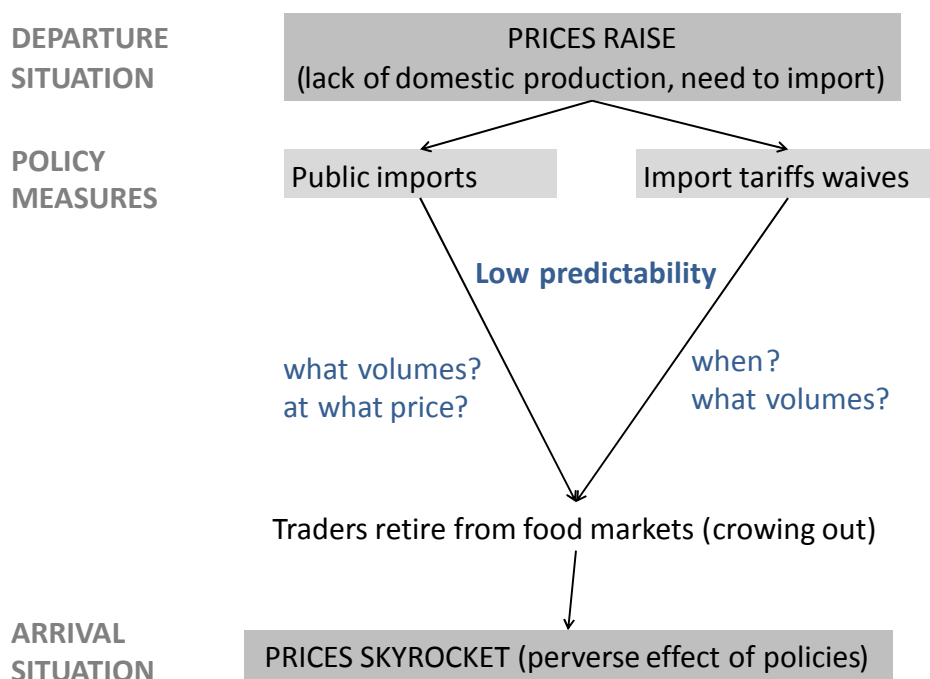 DEPARTURE
SITUATION
PRICES RAISE
(lack of domestic production, need to import)
POLICY
MEASURES
Public imports
Import tariffs waives
Low predictability
what volumes?
at what price?
when?
what volumes?
Traders retire from food markets (crowing out)
ARRIVAL
SITUATION
PRICES SKYROCKET (perverse effect of policies)